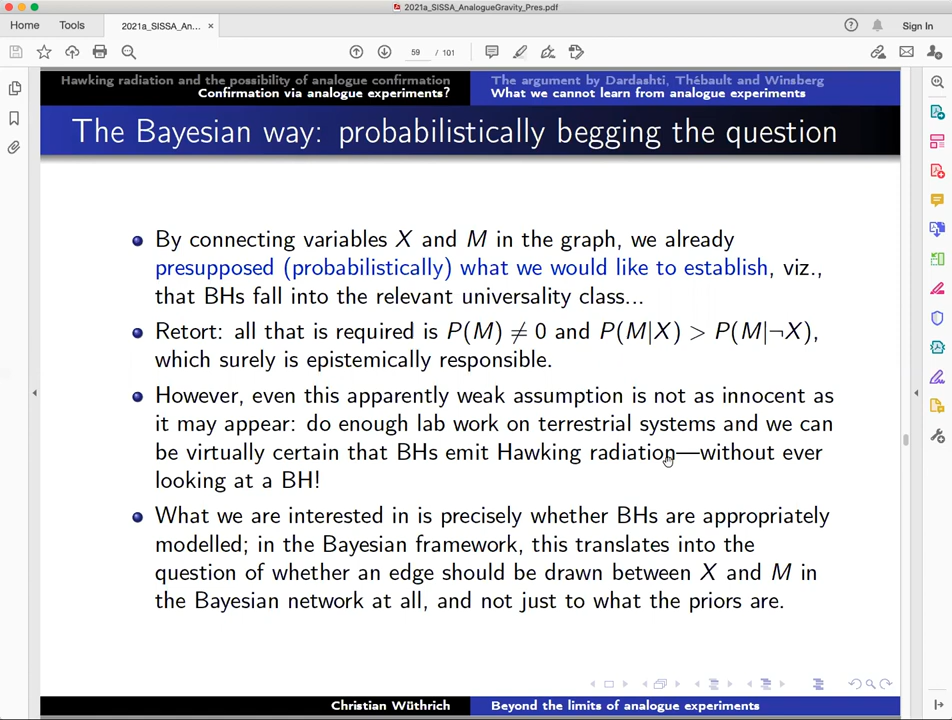 2021a_SISSA_AnalogueGravity_Pres.pdf
Home Tools 2021a_SISSA_An... × Sign In
59 / 101
Hawking radiation and the possibility of analogue confirmation
Confirmation via analogue experiments?
The argument by Dardashti, Thébault and Winsberg
What we cannot learn from analogue experiments
The Bayesian way: probabilistically begging the question
By connecting variables X and M in the graph, we already
presupposed (probabilistically) what we would like to establish, viz.,
that BHs fall into the relevant universality class...
Retort: all that is required is P(M) ≠ 0 and P(M|X) > P(M|¬X),
which surely is epistemically responsible.
However, even this apparently weak assumption is not as innocent as
it may appear: do enough lab work on terrestrial systems and we can
be virtually certain that BHs emit Hawking radiation—without ever
looking at a BH!
What we are interested in is precisely whether BHs are appropriately
modelled; in the Bayesian framework, this translates into the
question of whether an edge should be drawn between X and M in
the Bayesian network at all, and not just to what the priors are.
Christian Wüthrich
Beyond the limits of analogue experiments